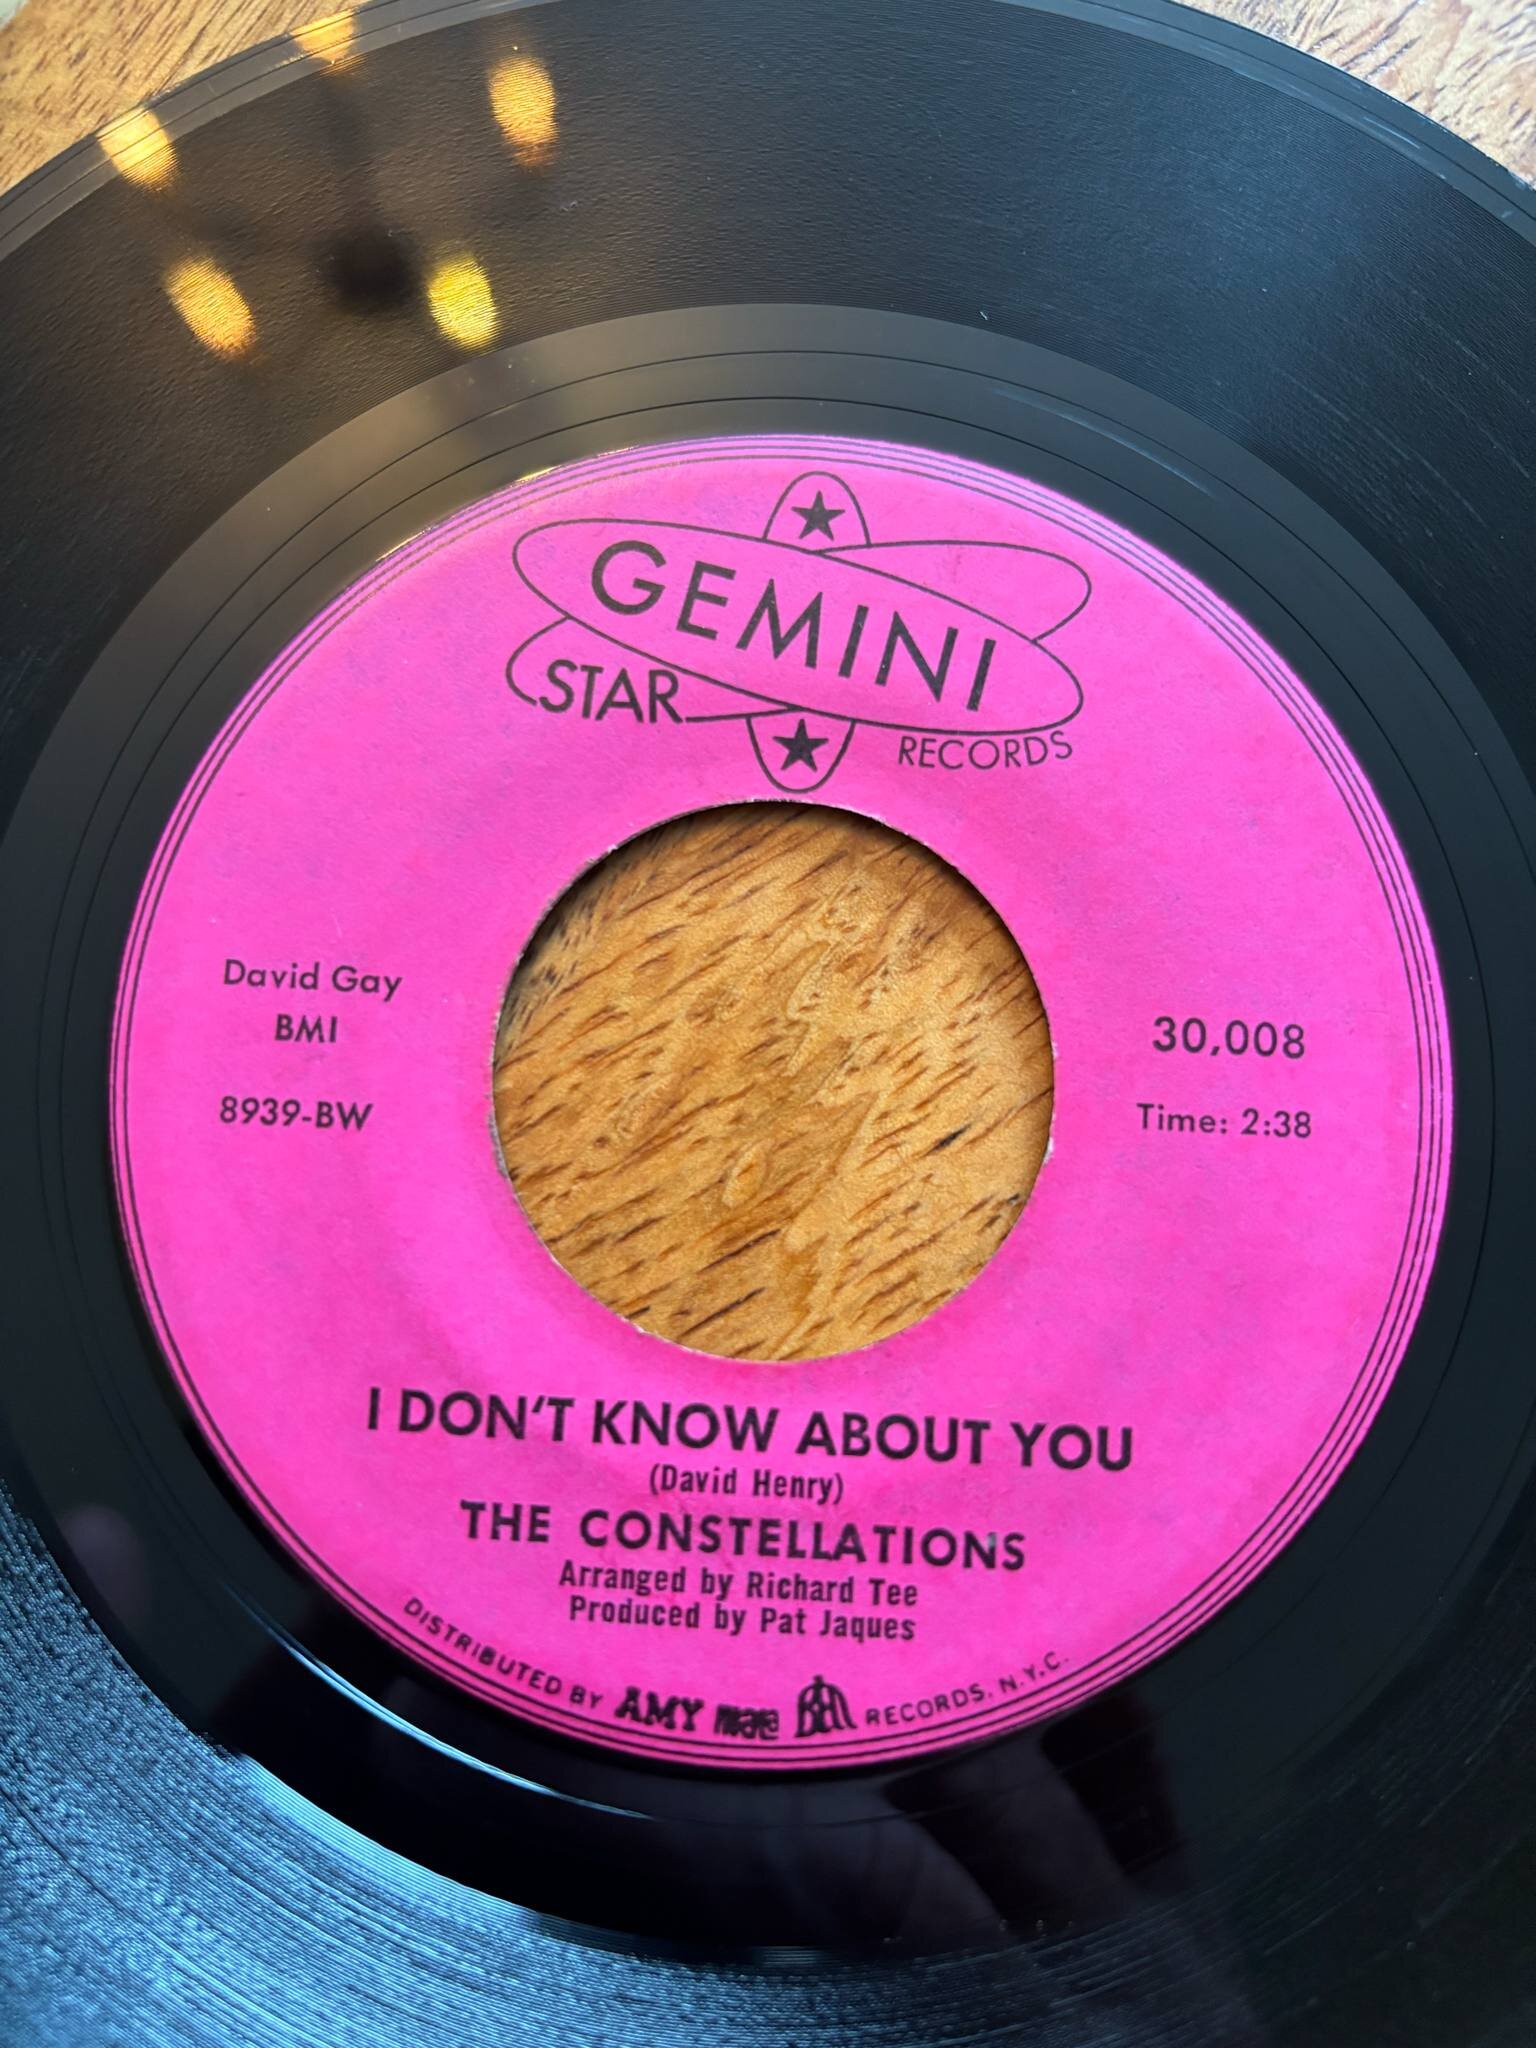 GEMINI
STAR
RECORDS
David Gay
BMI
8939-BW
30,008
Time: 2:38
I DON'T KNOW ABOUT YOU
(David Henry)
THE CONSTELLATIONS
Arranged by Richard Tee
Produced by Pat Jaques
DISTRIBUTED BY AMY mala BELL RECORDS, N.Y.C.